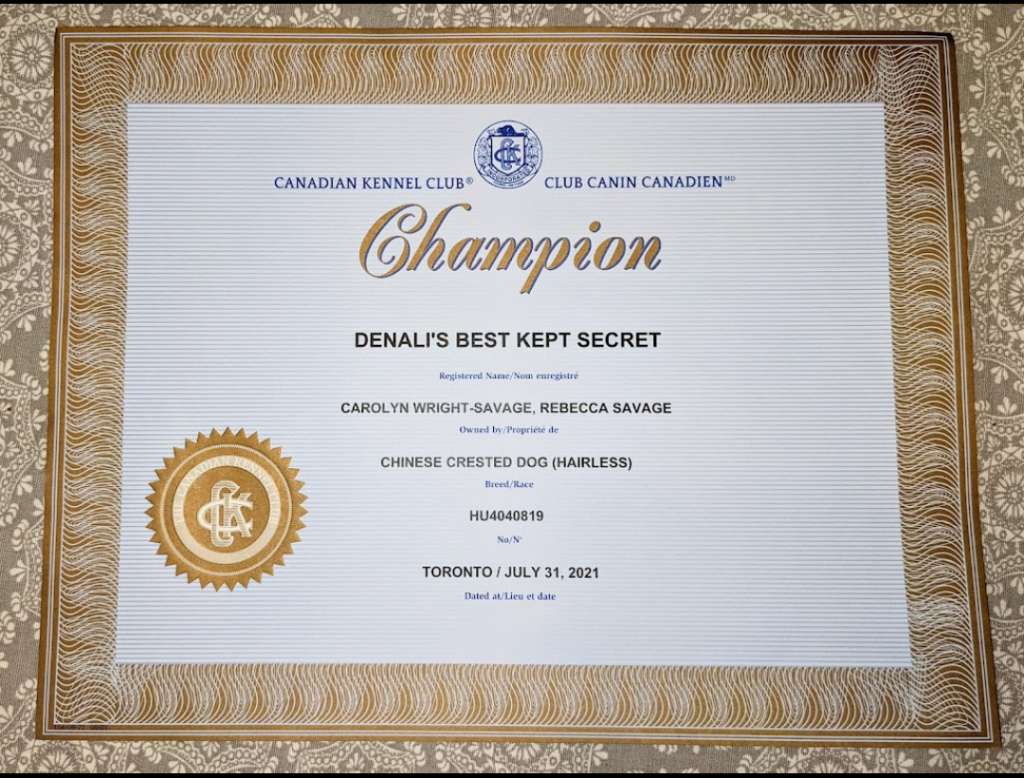 CANADIAN KENNEL CLUB® CLUB CANIN CANADIEN MD
Champion
DENALI'S BEST KEPT SECRET
Registered Name/Nom enregistré
CAROLYN WRIGHT-SAVAGE, REBECCA SAVAGE
Owned by/Propriété de
CHINESE CRESTED DOG (HAIRLESS)
Breed/Race
HU4040819
No/N°
TORONTO / JULY 31, 2021
Dated at/Lieu et date
CKC